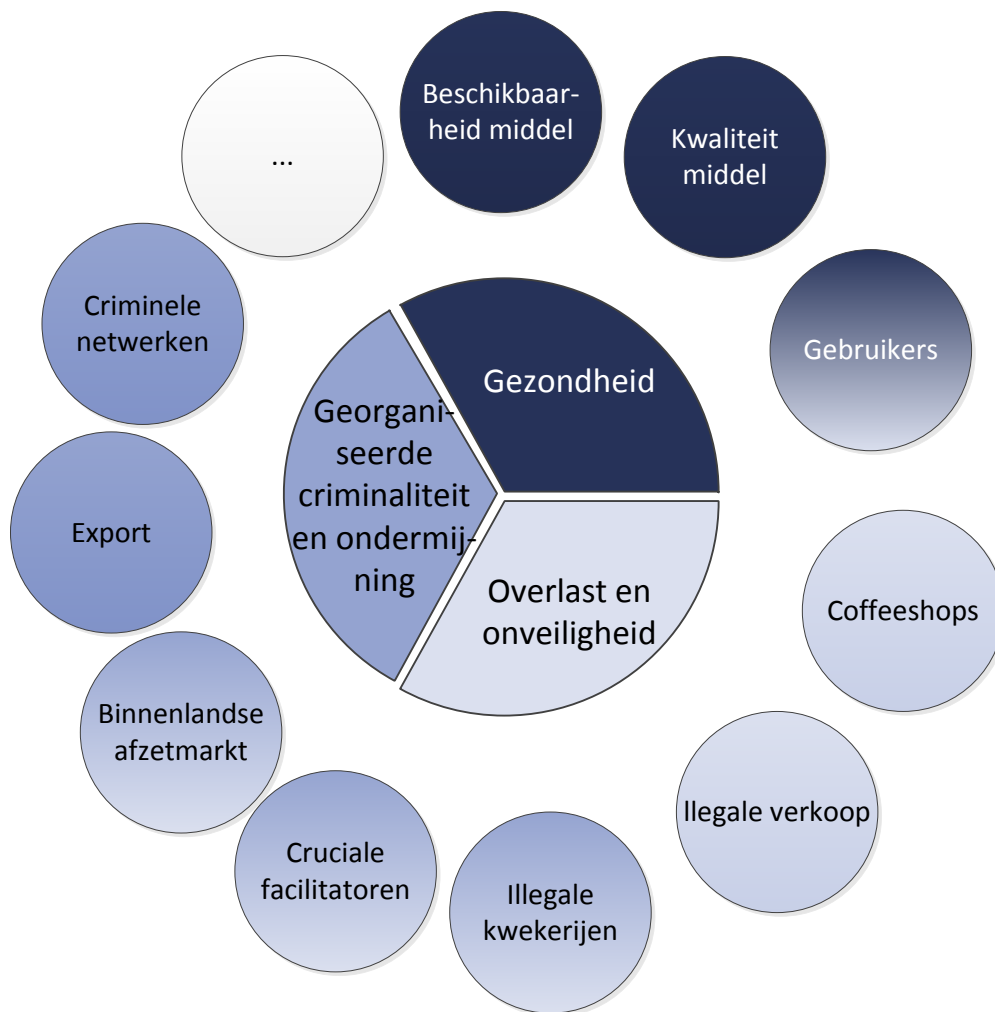 Beschikbaar-
heid middel
Kwaliteit
middel
...
Gebruikers
Criminele
netwerken
Gezondheid
Georgani-
seerde
criminaliteit
en ondermij-
ning
Export
Overlast en
onveiligheid
Coffeeshops
Binnenlandse
afzetmarkt
llegale verkoop
Cruciale
facilitatoren
Illegale
kwekerijen